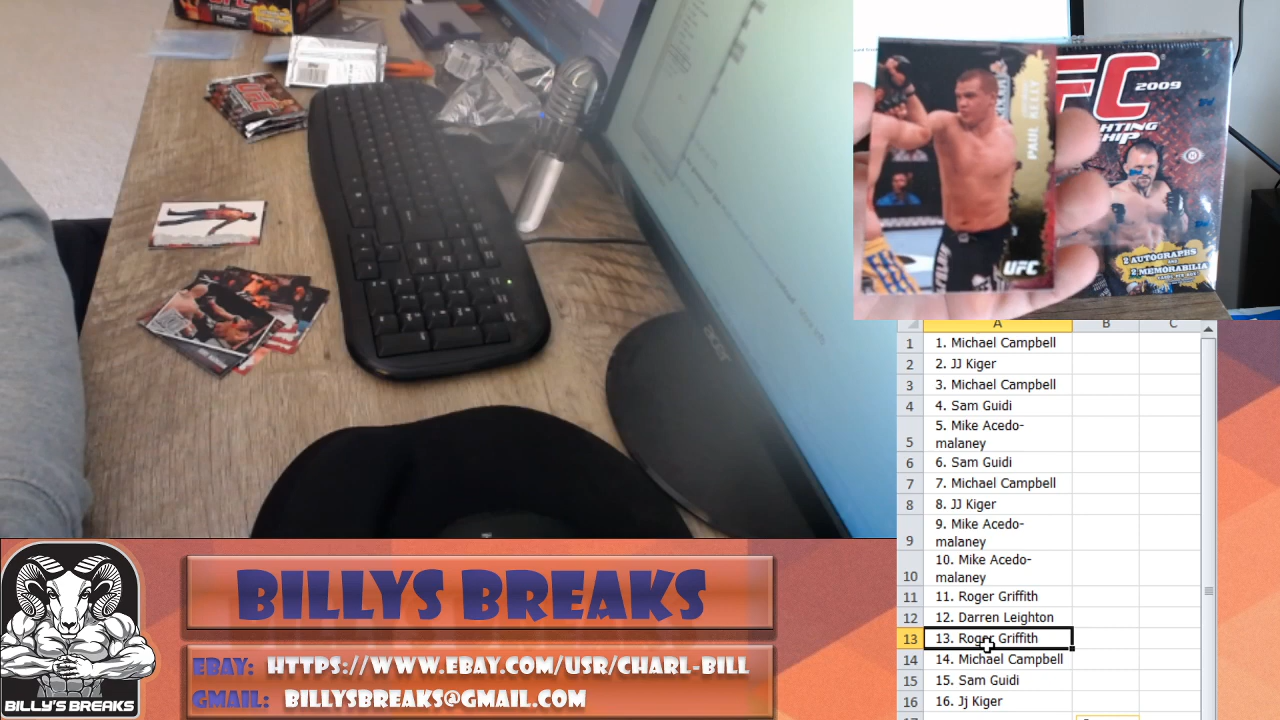 UFC
PAUL KELLY
UFC
FC
2009
2 AUTOGRAPHS
AND
2 MEMORABILIA
acer
A B C
1 1. Michael Campbell
2 2. JJ Kiger
3 3. Michael Campbell
4 4. Sam Guidi
5 5. Mike Acedo-
malaney
6 6. Sam Guidi
7 7. Michael Campbell
8 8. JJ Kiger
9 9. Mike Acedo-
malaney
10 10. Mike Acedo-
malaney
11 11. Roger Griffith
12 12. Darren Leighton
13 13. Roger Griffith
14 14. Michael Campbell
15 15. Sam Guidi
16 16. Jj Kiger
BILLY'S BREAKS
BILLYS BREAKS
EBAY: HTTPS://WWW.EBAY.COM/USR/CHARL-BILL
GMAIL: BILLYSBREAKS@GMAIL.COM